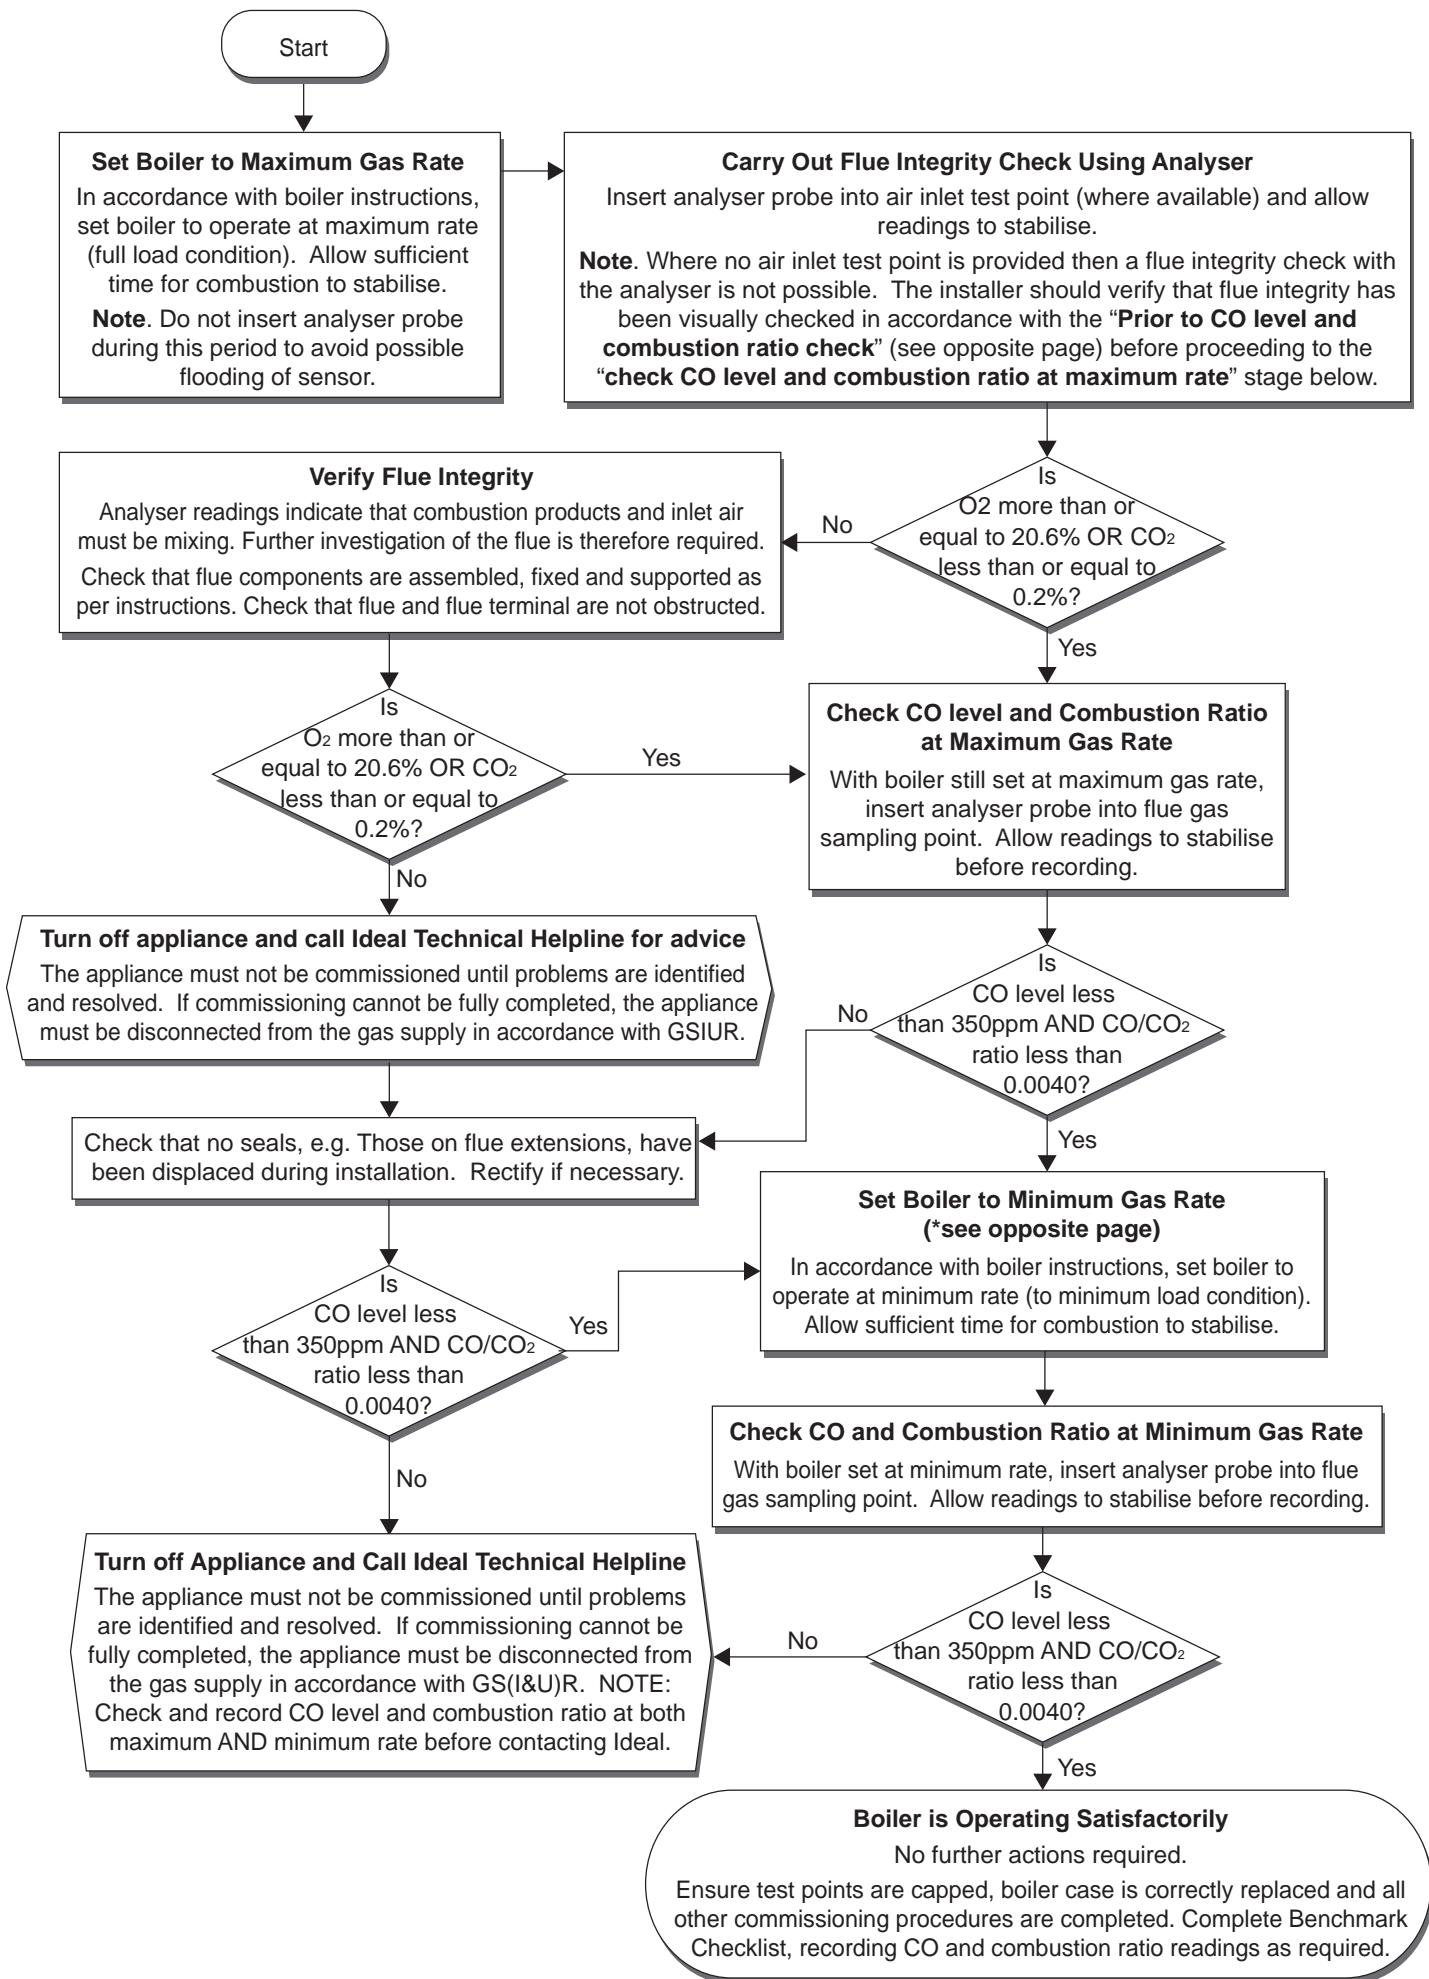 Start
Set Boiler to Maximum Gas Rate
In accordance with boiler instructions,
set boiler to operate at maximum rate
(full load condition).  Allow sufficient
time for combustion to stabilise.
Note. Do not insert analyser probe
during this period to avoid possible
flooding of sensor.
Carry Out Flue Integrity Check Using Analyser
Insert analyser probe into air inlet test point (where available) and allow
readings to stabilise.
Note. Where no air inlet test point is provided then a flue integrity check with
the analyser is not possible.  The installer should verify that flue integrity has
been visually checked in accordance with the “Prior to CO level and
combustion ratio check” (see opposite page) before proceeding to the
“check CO level and combustion ratio at maximum rate” stage below.
Is
O2 more than or
equal to 20.6% OR CO2
less than or equal to
0.2%?
No
Yes
Verify Flue Integrity
Analyser readings indicate that combustion products and inlet air
must be mixing. Further investigation of the flue is therefore required.
Check that flue components are assembled, fixed and supported as
per instructions. Check that flue and flue terminal are not obstructed.
Is
O2 more than or
equal to 20.6% OR CO2
less than or equal to
0.2%?
Yes
No
Check CO level and Combustion Ratio
at Maximum Gas Rate
With boiler still set at maximum gas rate,
insert analyser probe into flue gas
sampling point.  Allow readings to stabilise
before recording.
Turn off appliance and call Ideal Technical Helpline for advice
The appliance must not be commissioned until problems are identified
and resolved.  If commissioning cannot be fully completed, the appliance
must be disconnected from the gas supply in accordance with GSIUR.
Is
CO level less
than 350ppm AND CO/CO2
ratio less than
0.0040?
No
Yes
Check that no seals, e.g. Those on flue extensions, have
been displaced during installation.  Rectify if necessary.
Set Boiler to Minimum Gas Rate
(*see opposite page)
In accordance with boiler instructions, set boiler to
operate at minimum rate (to minimum load condition).
Allow sufficient time for combustion to stabilise.
Is
CO level less
than 350ppm AND CO/CO2
ratio less than
0.0040?
Yes
No
Check CO and Combustion Ratio at Minimum Gas Rate
With boiler set at minimum rate, insert analyser probe into flue
gas sampling point.  Allow readings to stabilise before recording.
Turn off Appliance and Call Ideal Technical Helpline
The appliance must not be commissioned until problems
are identified and resolved.  If commissioning cannot be
fully completed, the appliance must be disconnected from
the gas supply in accordance with GS(I&U)R.  NOTE:
Check and record CO level and combustion ratio at both
maximum AND minimum rate before contacting Ideal.
Is
CO level less
than 350ppm AND CO/CO2
ratio less than
0.0040?
No
Yes
Boiler is Operating Satisfactorily
No further actions required.
Ensure test points are capped, boiler case is correctly replaced and all
other commissioning procedures are completed. Complete Benchmark
Checklist, recording CO and combustion ratio readings as required.